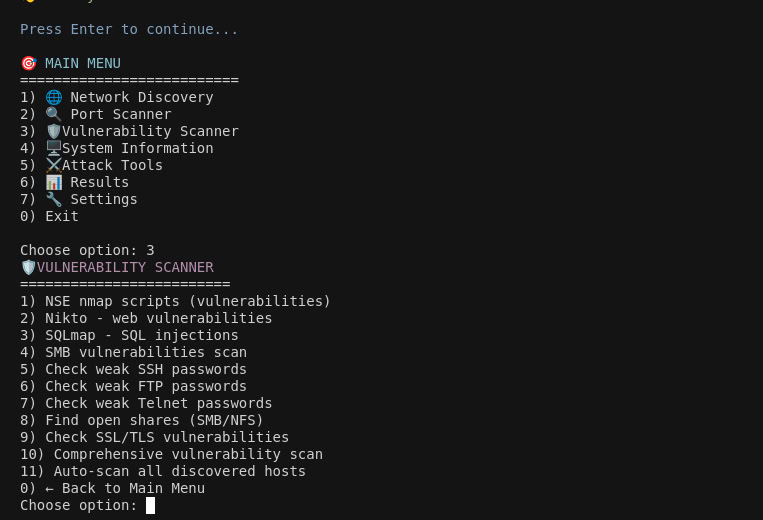 Press Enter to continue...
🎯 MAIN MENU
==========================
1) 🌐 Network Discovery
2) 🔍 Port Scanner
3) 🛡️Vulnerability Scanner
4) 🖥️System Information
5) ⚔️Attack Tools
6) 📊 Results
7) 🔧 Settings
0) Exit
Choose option: 3
🛡️VULNERABILITY SCANNER
=========================
1) NSE nmap scripts (vulnerabilities)
2) Nikto - web vulnerabilities
3) SQLmap - SQL injections
4) SMB vulnerabilities scan
5) Check weak SSH passwords
6) Check weak FTP passwords
7) Check weak Telnet passwords
8) Find open shares (SMB/NFS)
9) Check SSL/TLS vulnerabilities
10) Comprehensive vulnerability scan
11) Auto-scan all discovered hosts
0) ← Back to Main Menu
Choose option: